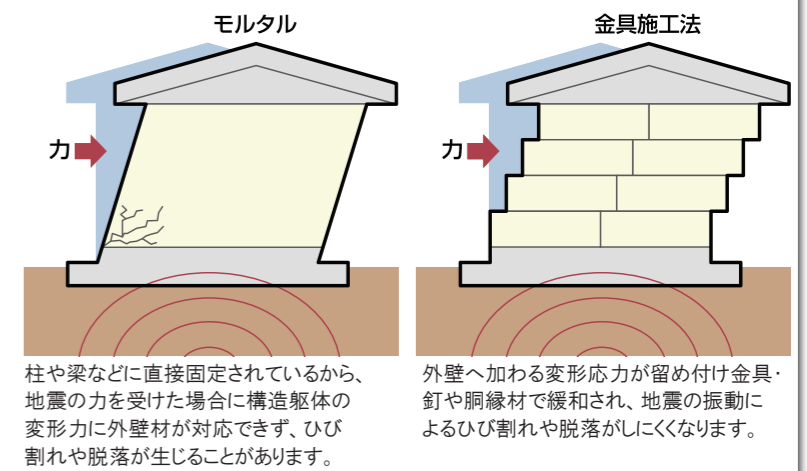 モルタル
力
柱や梁などに直接固定されているから、
地震の力を受けた場合に構造躯体の
変形力に外壁材が対応できず、ひび
割れや脱落が生じることがあります。
金具施工法
力
外壁へ加わる変形応力が留め付け金具・
釘や胴縁材で緩和され、地震の振動に
よるひび割れや脱落がしにくくなります。